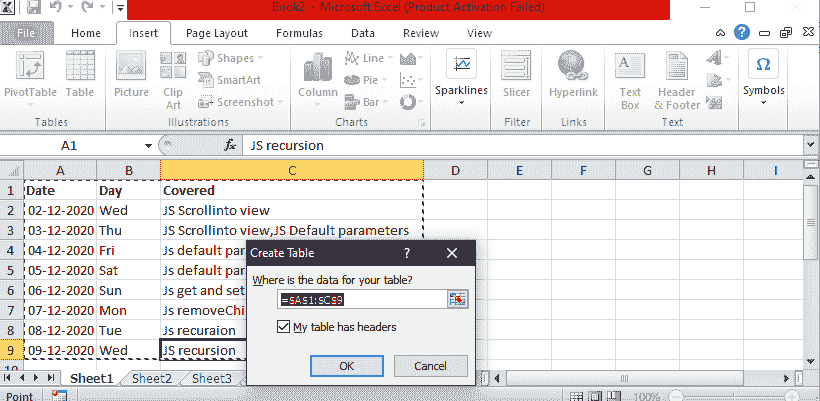 Book2 - Microsoft Excel (Product Activation Failed)
File Home Insert Page Layout Formulas Data Review View
PivotTable Table Picture Clip Art Shapes SmartArt Screenshot Column Line Pie Bar Sparklines Slicer Hyperlink Text Box Header & Footer Symbols
Tables Illustrations Charts Filter Links Text
A1 fx JS recursion
A B C D E F G H I
1 Date Day Covered
2 02-12-2020 Wed JS Scrollinto view
3 03-12-2020 Thu JS Scrollinto view,JS Default parameters
4 04-12-2020 Fri Js default par
5 05-12-2020 Sat Js default par
6 06-12-2020 Sun Js get and set
7 07-12-2020 Mon Js removeChi
8 08-12-2020 Tue Js recuraion
9 09-12-2020 Wed JS recursion
Create Table ?
Where is the data for your table?
=$A$1:$C$9
My table has headers
OK Cancel
Sheet1 Sheet2 Sheet3
Point 100%